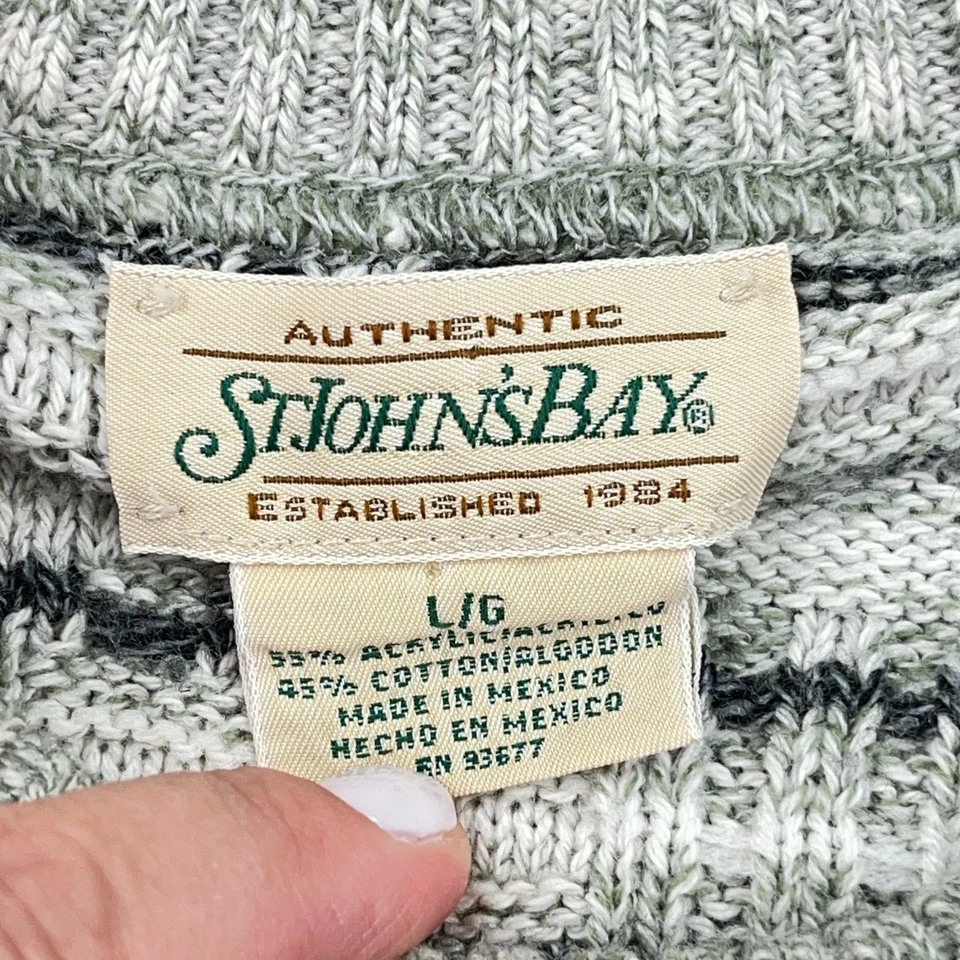 AUTHENTIC
ST JOHN'S BAY®
ESTABLISHED 1984
L/G
55% ACRYLIC/ACRILICO
45% COTTON/ALGODON
MADE IN MEXICO
HECHO EN MEXICO
RN 93677